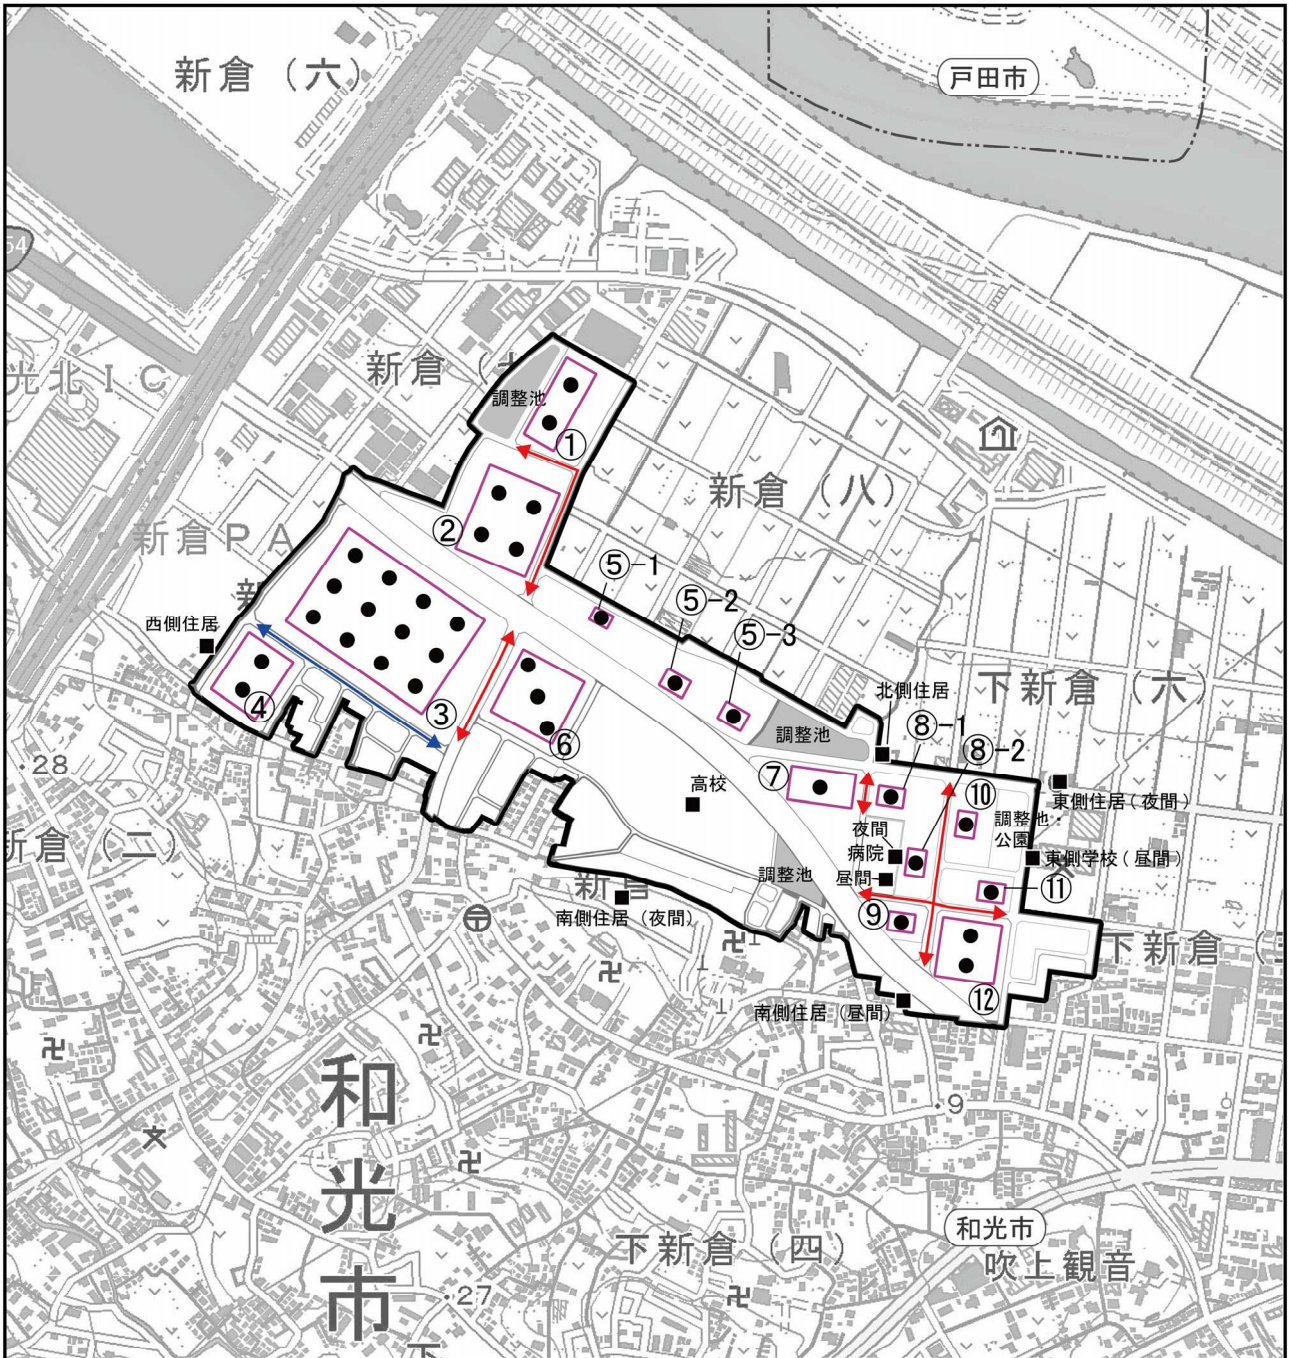 新倉（六）
戸田市
54
光北ＩＣ
新倉（
調整池
①
新倉（八）
②
新倉ＰＡ
⑤-1
⑤-2
⑤-3
西側住居
下新倉（六）
北側住居
⑧-1
⑧-2
④
③
⑥
調整池
⑦
⑩
28
高校
東側住居（夜間）
調整池・
公園
夜間
病院
東側学校（昼間）
昼間
新倉（二）
調整池
⑪
⑨
南側住居（夜間）
下新倉（
⑫
南側住居（昼間）
9
和光市
和光市
下新倉（四）
吹上観音
27
下